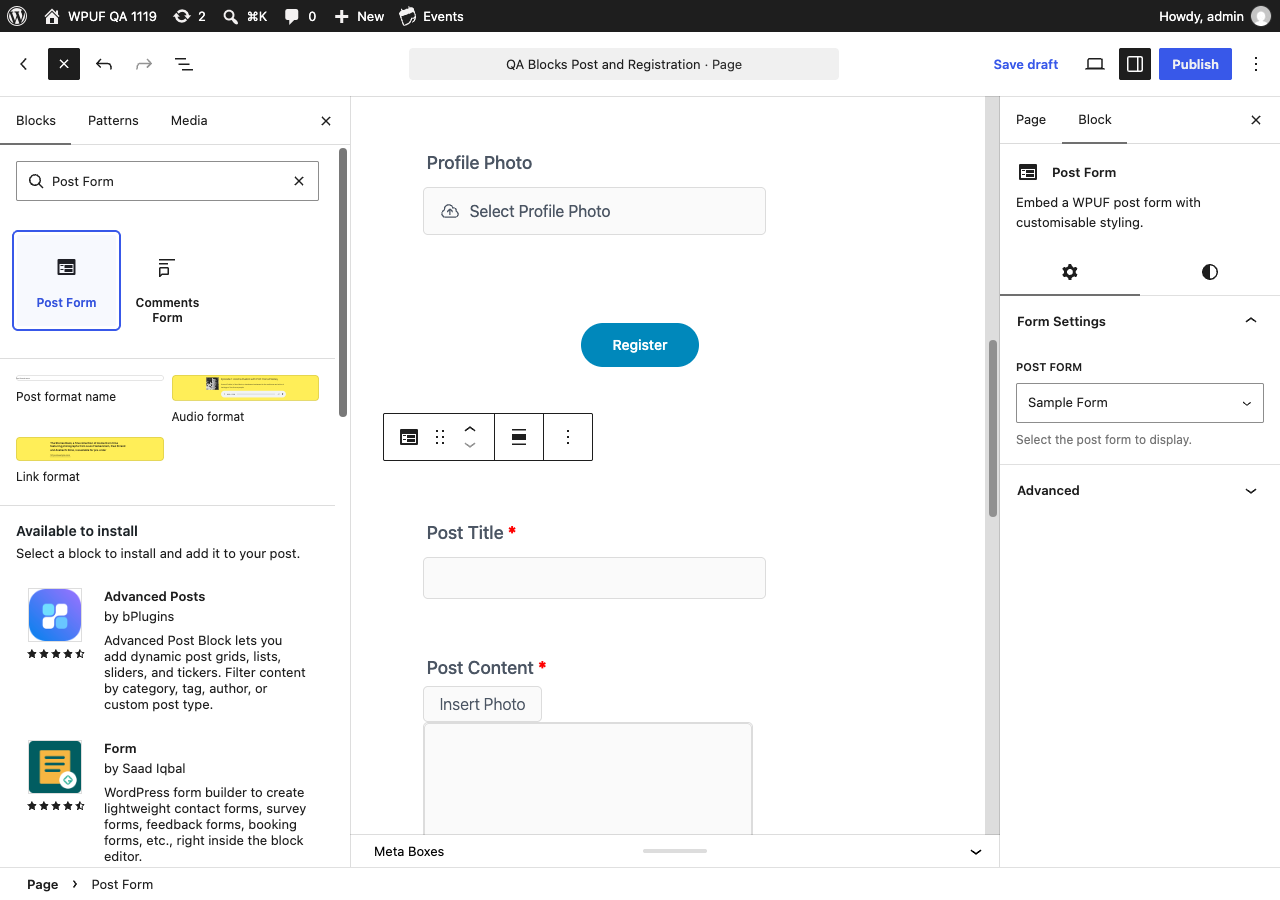 WPUF QA 1119
2
⌘K
0
New
Events
Howdy, admin
QA Blocks Post and Registration · Page
Save draft
Publish
Blocks
Patterns
Media
Post Form
Post Form
Comments
Form
Post format name
Audio format
Link format
Available to install
Select a block to install and add it to your post.
Advanced Posts
by bPlugins
Advanced Post Block lets you
add dynamic post grids, lists,
sliders, and tickers. Filter content
by category, tag, author, or
custom post type.
Form
by Saad Iqbal
WordPress form builder to create
lightweight contact forms, survey
forms, feedback forms, booking
forms, etc., right inside the block
editor.
Profile Photo
Select Profile Photo
Register
Post Title *
Post Content *
Insert Photo
Meta Boxes
Page
Block
Post Form
Embed a WPUF post form with
customisable styling.
Form Settings
POST FORM
Sample Form
Select the post form to display.
Advanced
Page
Post Form